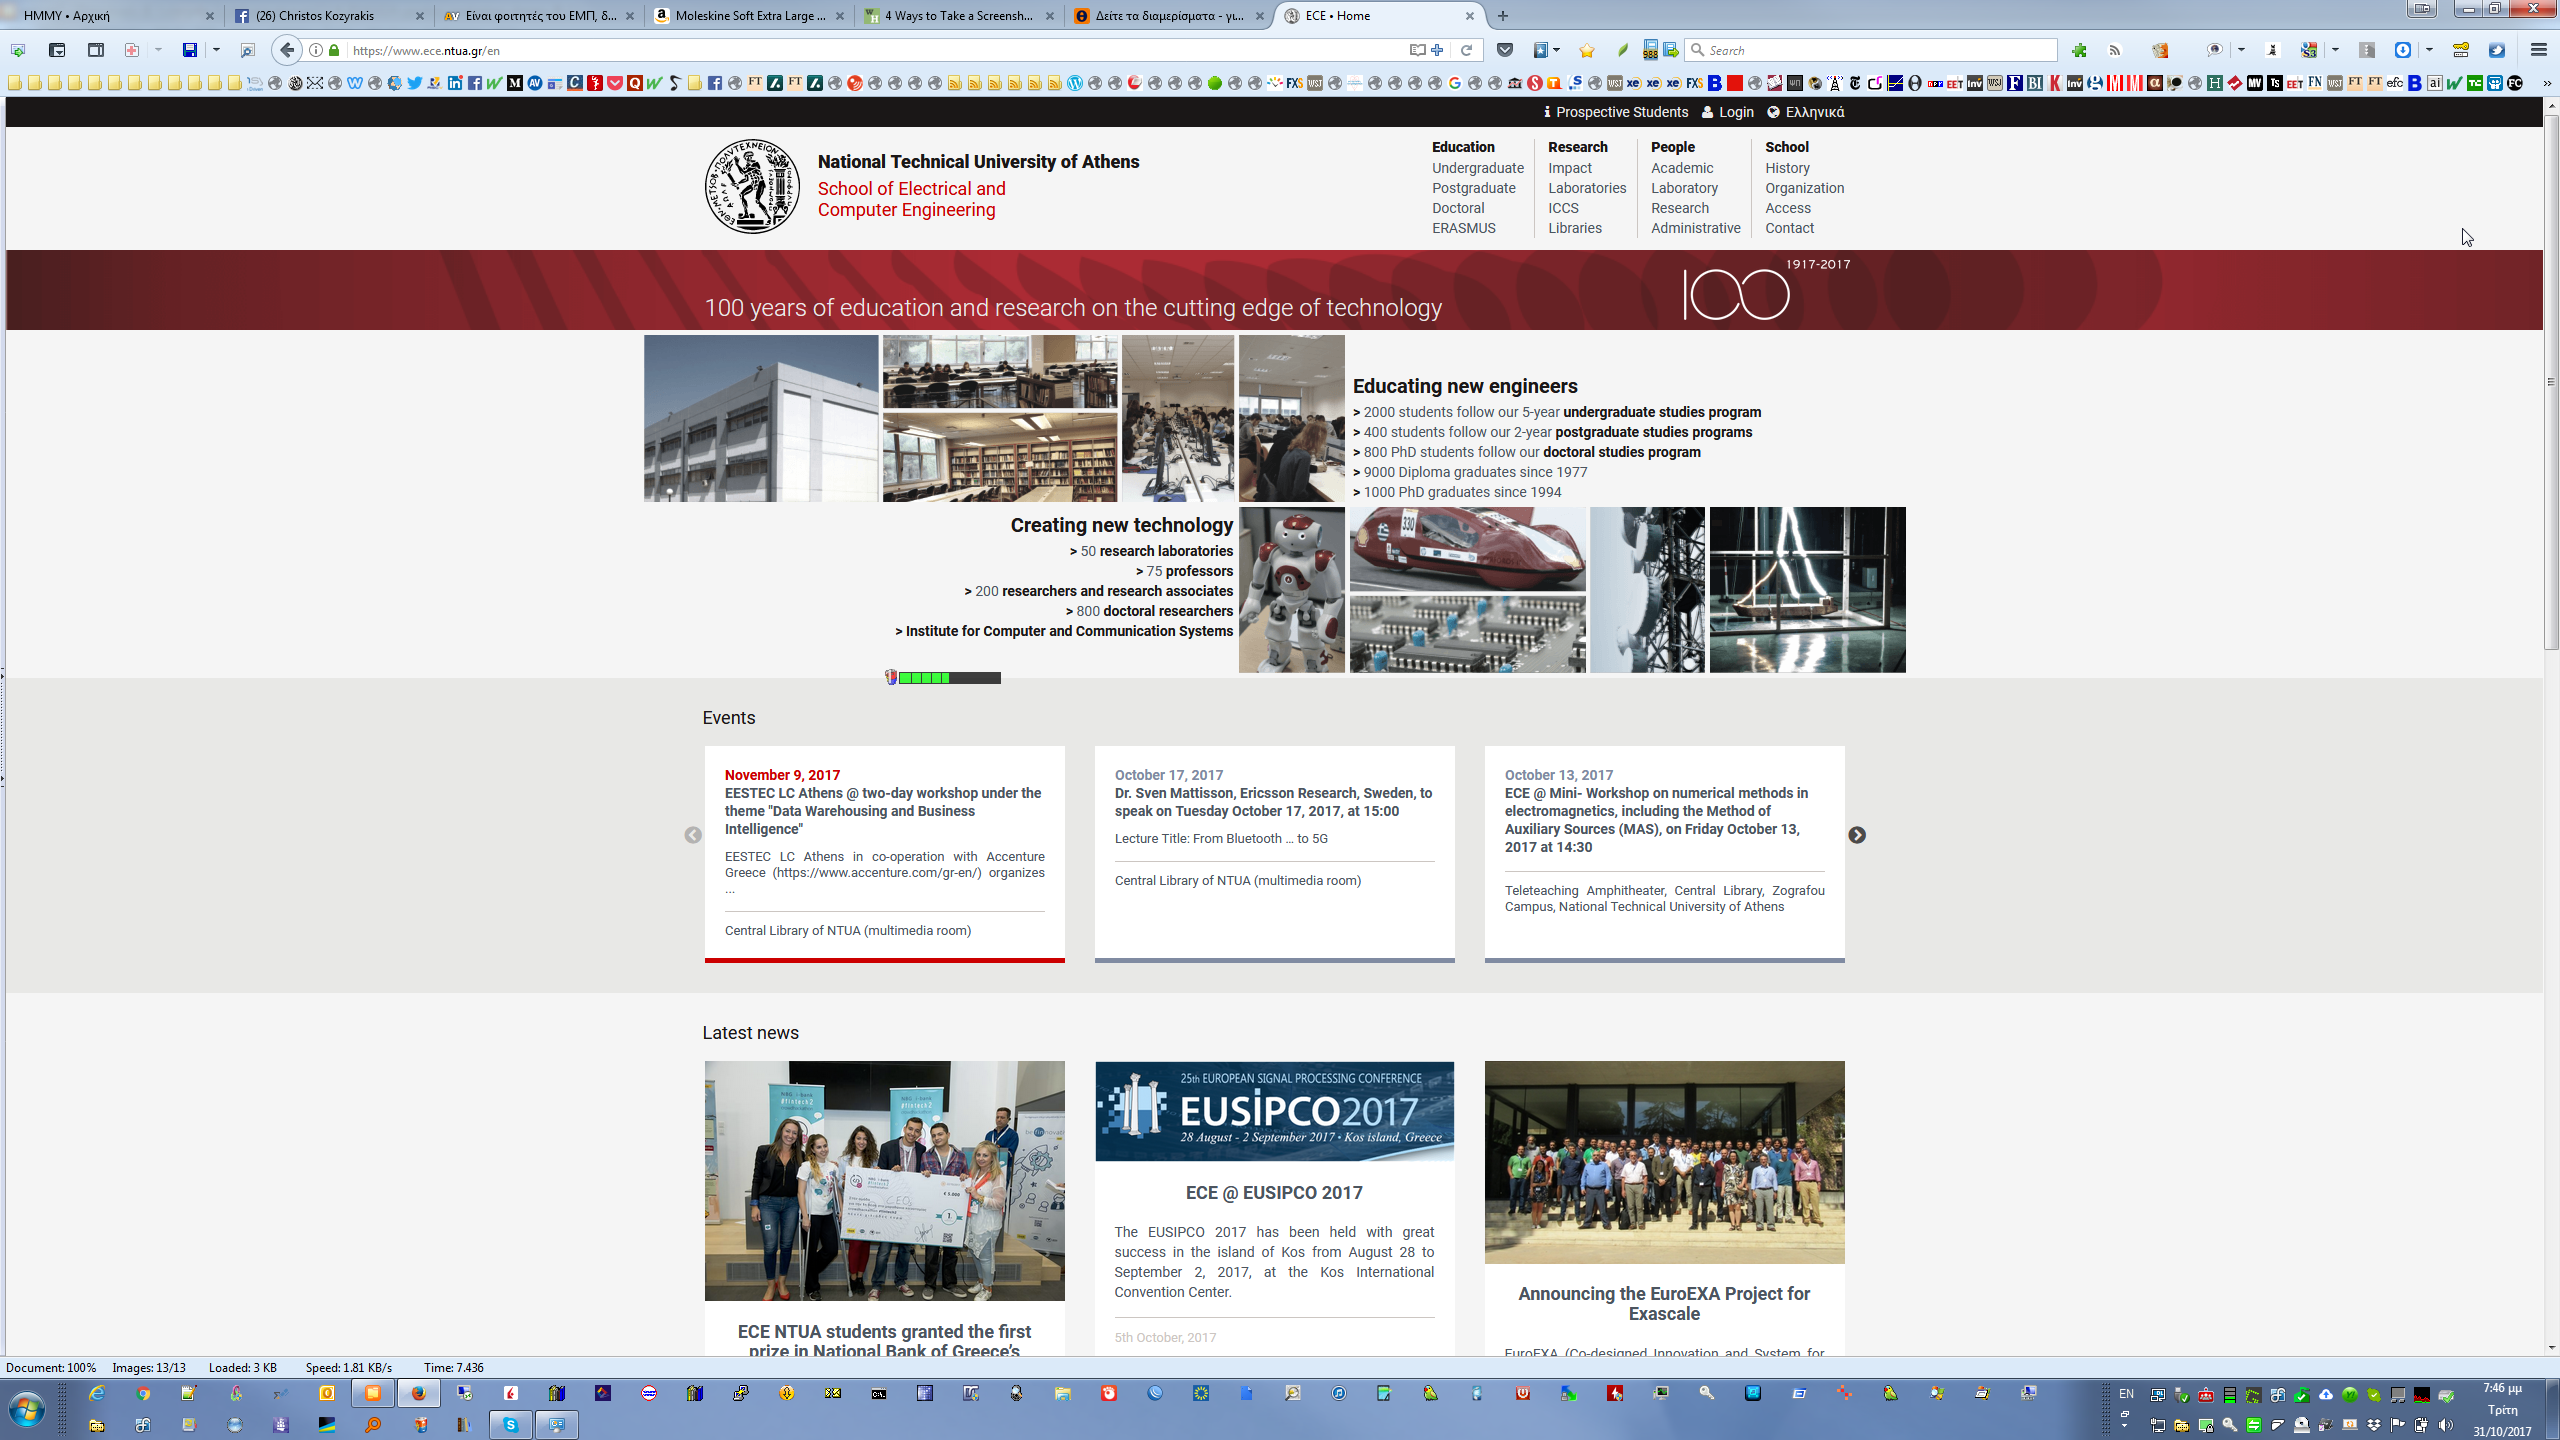 HMMY • Αρχική
(26) Christos Kozyrakis
Είναι φοιτητές του ΕΜΠ, δ...
Moleskine Soft Extra Large ...
4 Ways to Take a Screensh...
Δείτε τα διαμερίσματα - γι...
ECE • Home
https://www.ece.ntua.gr/en
Search
Prospective Students Login Ελληνικά
National Technical University of Athens
School of Electrical and
Computer Engineering
Education
Undergraduate
Postgraduate
Doctoral
ERASMUS
Research
Impact
Laboratories
ICCS
Libraries
People
Academic
Laboratory
Research
Administrative
School
History
Organization
Access
Contact
1917-2017
100
100 years of education and research on the cutting edge of technology
Educating new engineers
> 2000 students follow our 5-year undergraduate studies program
> 400 students follow our 2-year postgraduate studies programs
> 800 PhD students follow our doctoral studies program
> 9000 Diploma graduates since 1977
> 1000 PhD graduates since 1994
Creating new technology
> 50 research laboratories
> 75 professors
> 200 researchers and research associates
> 800 doctoral researchers
> Institute for Computer and Communication Systems
330
Events
November 9, 2017
EESTEC LC Athens @ two-day workshop under the
theme "Data Warehousing and Business
Intelligence"
EESTEC LC Athens in co-operation with Accenture
Greece (https://www.accenture.com/gr-en/) organizes
...
Central Library of NTUA (multimedia room)
October 17, 2017
Dr. Sven Mattisson, Ericsson Research, Sweden, to
speak on Tuesday October 17, 2017, at 15:00
Lecture Title: From Bluetooth ... to 5G
Central Library of NTUA (multimedia room)
October 13, 2017
ECE @ Mini- Workshop on numerical methods in
electromagnetics, including the Method of
Auxiliary Sources (MAS), on Friday October 13,
2017 at 14:30
Teleteaching Amphitheater, Central Library, Zografou
Campus, National Technical University of Athens
Latest news
CEOs
€ 5.000
ECE NTUA students granted the first
prize in National Bank of Greece's
25th EUROPEAN SIGNAL PROCESSING CONFERENCE
EUSIPCO2017
28 August - 2 September 2017 • Kos island, Greece
ECE @ EUSIPCO 2017
The EUSIPCO 2017 has been held with great
success in the island of Kos from August 28 to
September 2, 2017, at the Kos International
Convention Center.
5th October, 2017
Announcing the EuroEXA Project for
Exascale
EuroEXA (Co-designed Innovation and System for
Document: 100% Images: 13/13 Loaded: 3 KB Speed: 1.81 KB/s Time: 7.436
EN
7:46 μμ
Τρίτη
31/10/2017